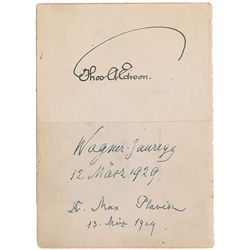 Thos A Edison.
Wagner-Jauregg
12. März 1929.
Dr. Max Planck
13. März 1929